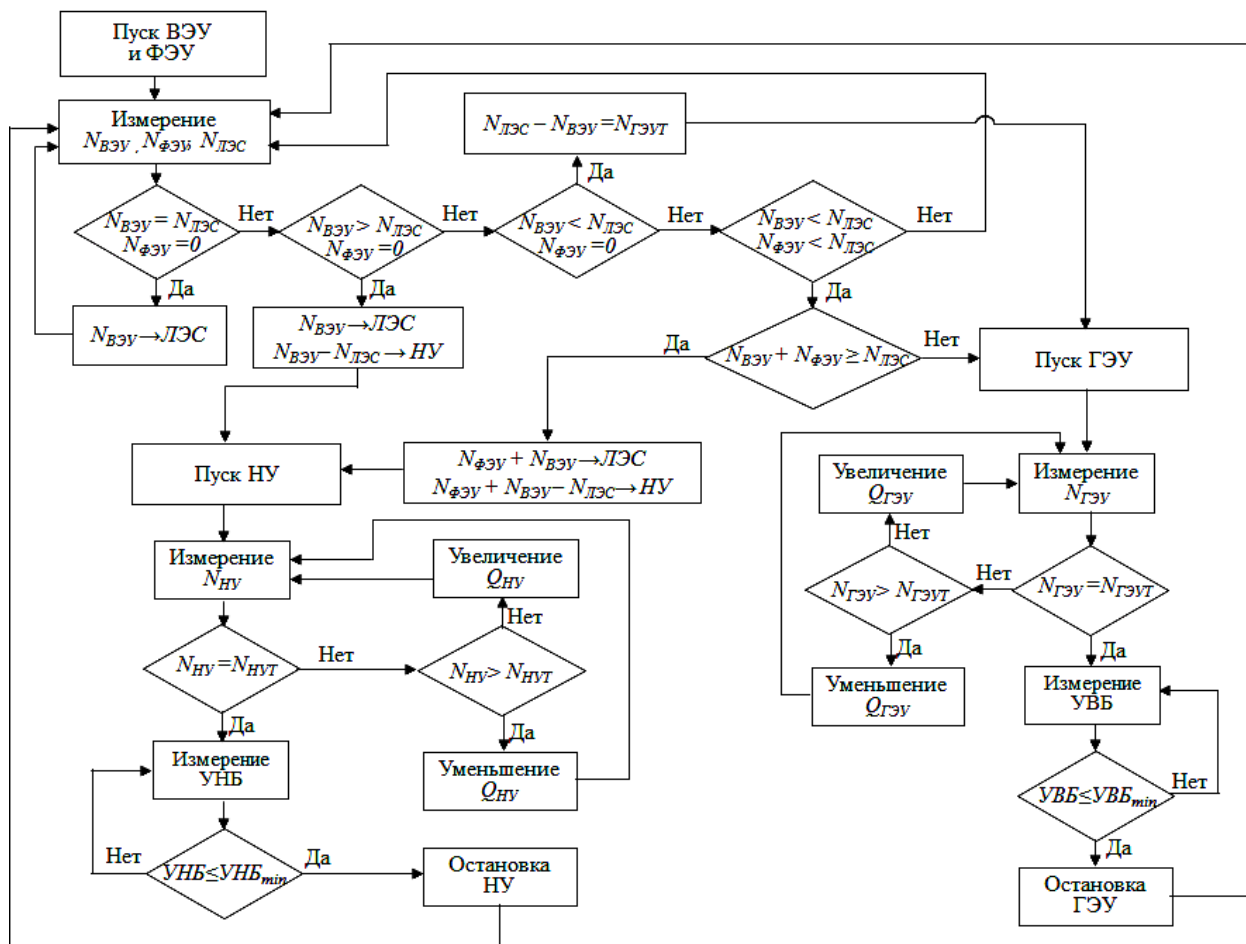 Пуск ВЭУ
и ФЭУ
Измерение
N_ВЭУ , N_ФЭУ, N_ЛЭС
N_ЛЭС – N_ВЭУ = N_ГЭУТ
Да
N_ВЭУ = N_ЛЭС
N_ФЭУ =0
Нет
N_ВЭУ > N_ЛЭС
N_ФЭУ =0
Нет
N_ВЭУ < N_ЛЭС
N_ФЭУ =0
Нет
N_ВЭУ < N_ЛЭС
N_ФЭУ < N_ЛЭС
Нет
Да
Да
Да
N_ВЭУ→ЛЭС
N_ВЭУ→ЛЭС
N_ВЭУ – N_ЛЭС → НУ
Да
N_ВЭУ + N_ФЭУ ≥ N_ЛЭС
Нет
Пуск ГЭУ
Пуск НУ
N_ФЭУ + N_ВЭУ →ЛЭС
N_ФЭУ + N_ВЭУ – N_ЛЭС →НУ
Увеличение
Q_ГЭУ
Измерение
N_ГЭУ
Нет
Измерение
N_НУ
Увеличение
Q_НУ
Нет
N_ГЭУ > N_ГЭУТ
Нет
N_ГЭУ =N_ГЭУТ
Да
Да
N_НУ =N_НУТ
Нет
N_НУ > N_НУТ
Да
Да
Уменьшение
Q_ГЭУ
Измерение
УВБ
Измерение
УНБ
Уменьшение
Q_НУ
УВБ≤УВБ_min
Нет
Да
Нет
УНБ≤УНБ_min
Да
Остановка
НУ
Остановка
ГЭУ